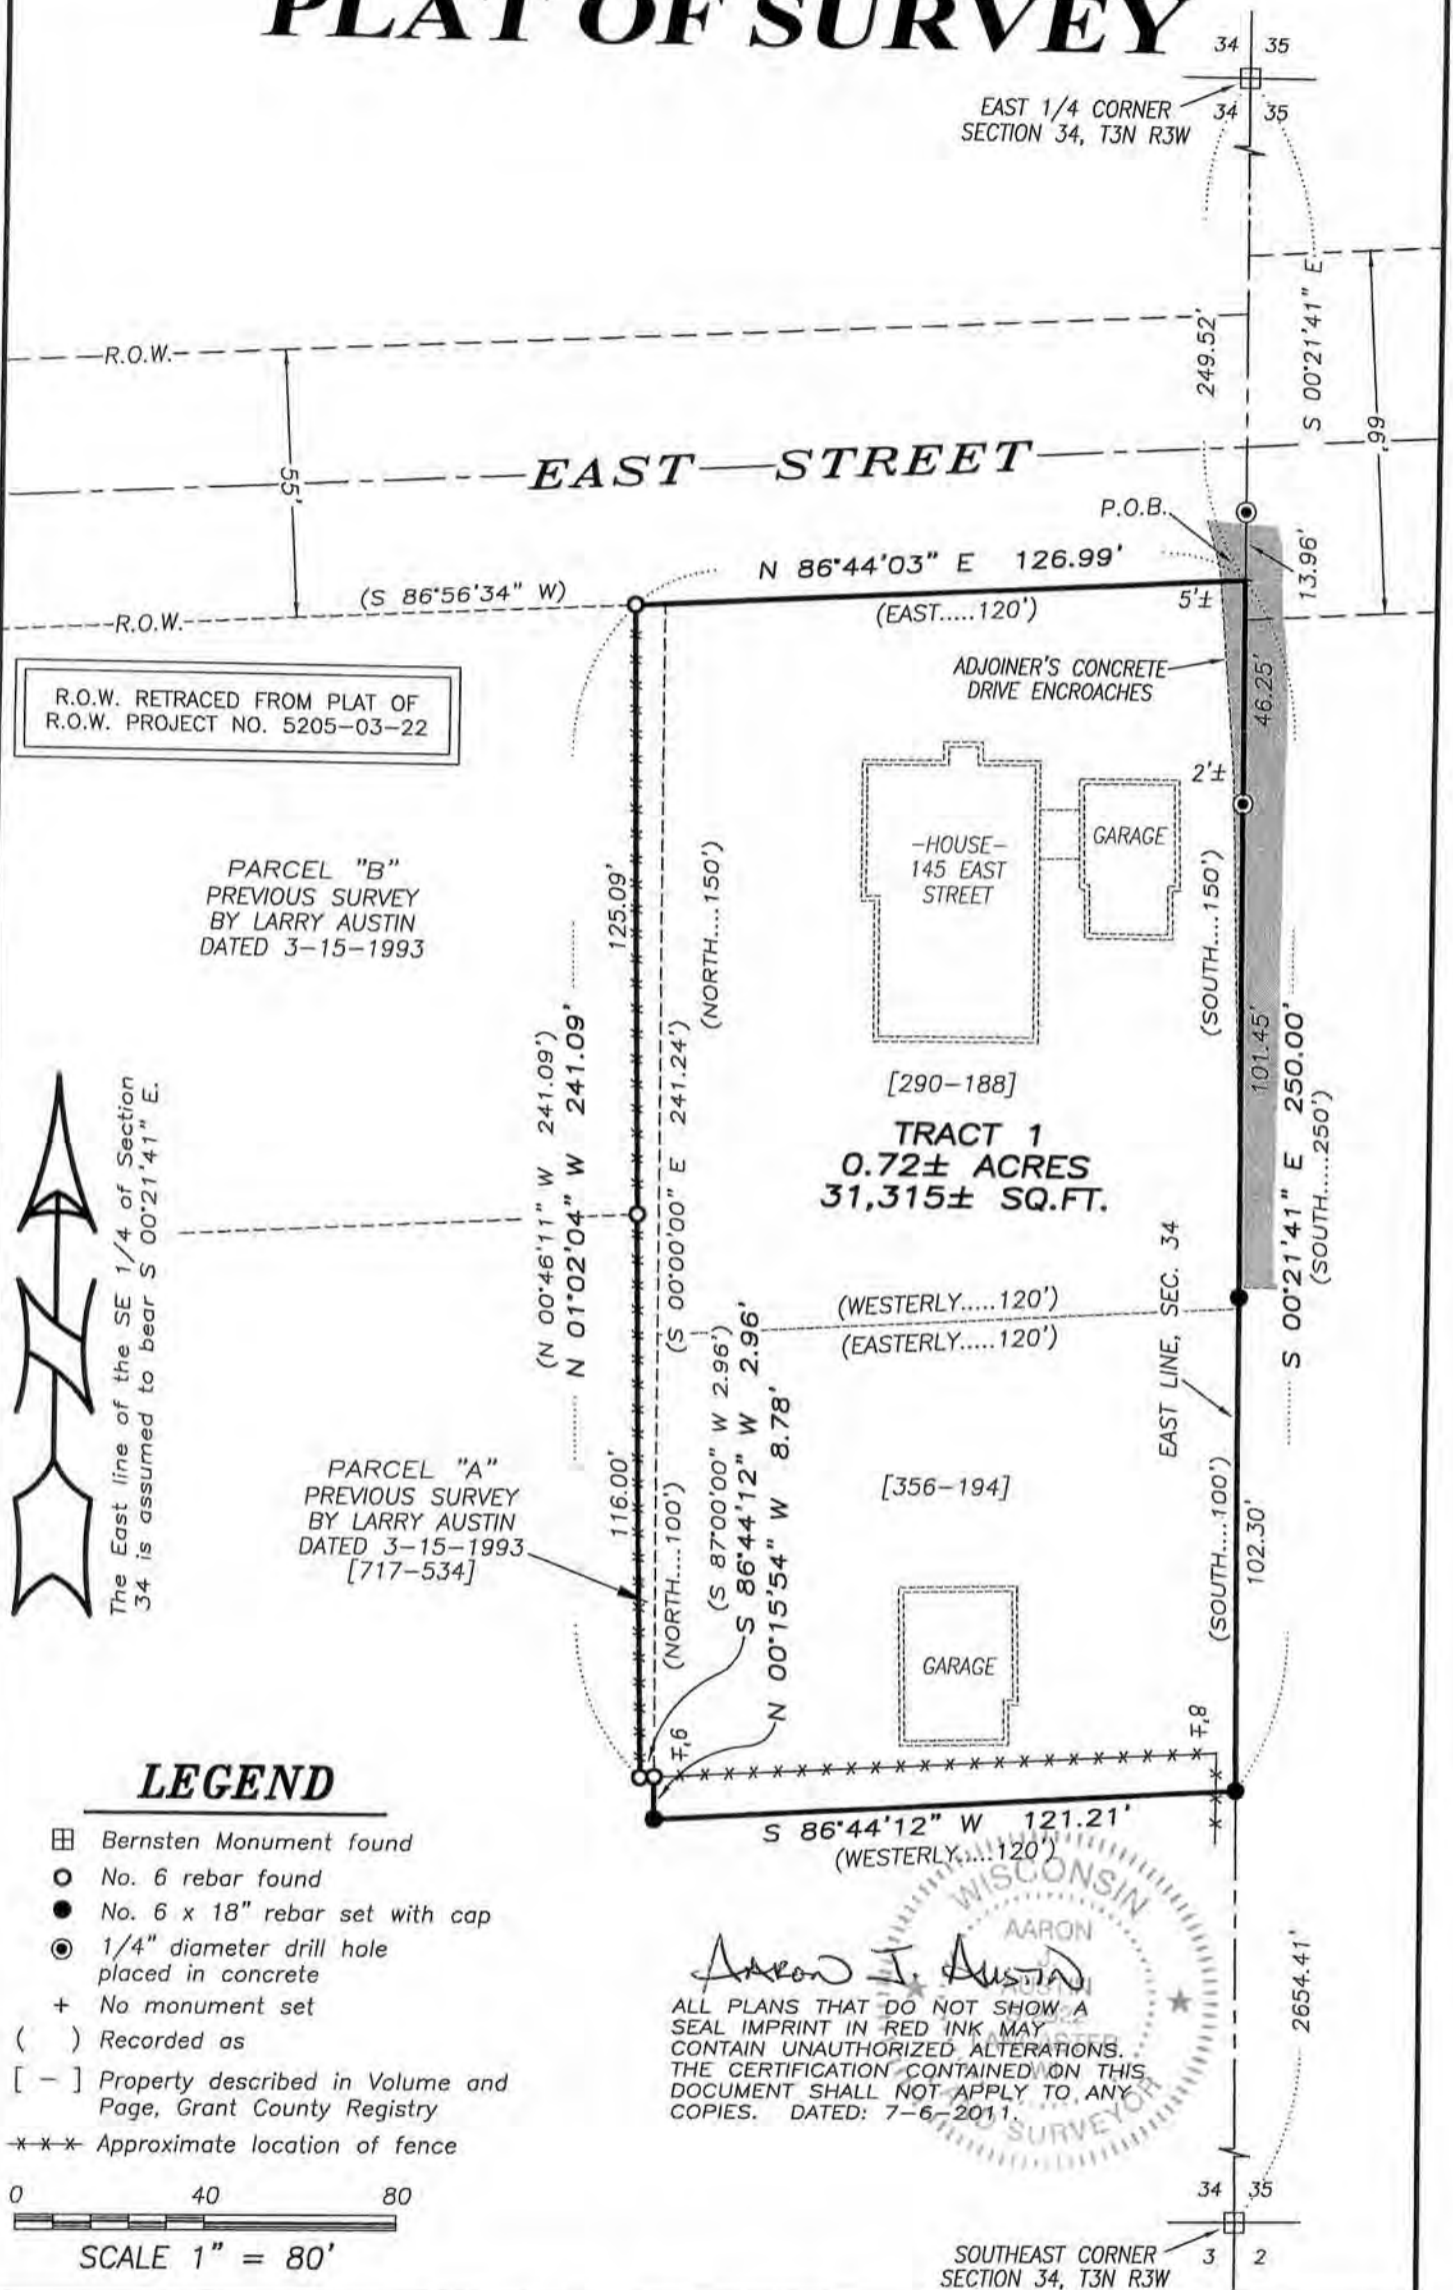 PLAT OF SURVEY
34 35
EAST 1/4 CORNER
SECTION 34, T3N R3W
34 35
R.O.W.
249.52'
S 00°21'41" E
66'
55'
EAST STREET
P.O.B.
13.96'
N 86°44'03" E 126.99'
(EAST.....120')
(S 86°56'34" W)
R.O.W.
5'±
ADJOINER'S CONCRETE
DRIVE ENCROACHES
46.25'
2'±
R.O.W. RETRACED FROM PLAT OF
R.O.W. PROJECT NO. 5205-03-22
-HOUSE-
145 EAST
STREET
GARAGE
PARCEL "B"
PREVIOUS SURVEY
BY LARRY AUSTIN
DATED 3-15-1993
125.09'
(NORTH....150')
(SOUTH....150')
101.45'
S 00°21'41" E 250.00'
(SOUTH......250')
(N 00°46'11" W 241.09')
N 01°02'04" W 241.09'
(S 00°00'00" E 241.24')
[290-188]
TRACT 1
0.72± ACRES
31,315± SQ.FT.
The East line of the SE 1/4 of Section
34 is assumed to bear S 00°21'41" E.
(WESTERLY.....120')
(EASTERLY.....120')
EAST LINE, SEC. 34
(S 87°00'00" W 2.96')
S 86°44'12" W 2.96'
N 00°15'54" W 8.78'
PARCEL "A"
PREVIOUS SURVEY
BY LARRY AUSTIN
DATED 3-15-1993
[717-534]
116.00'
(NORTH....100')
[356-194]
(SOUTH...100')
102.30'
GARAGE
9'±
8'±
S 86°44'12" W 121.21'
(WESTERLY.....120')
LEGEND
Bernsten Monument found
No. 6 rebar found
No. 6 x 18" rebar set with cap
1/4" diameter drill hole
placed in concrete
+ No monument set
( ) Recorded as
[ - ] Property described in Volume and
Page, Grant County Registry
-x-x-x- Approximate location of fence
0 40 80
SCALE 1" = 80'
WISCONSIN
AARON
J.
AUSTIN
LANCASTER
WI
LAND SURVEYOR
Aaron J. Austin
ALL PLANS THAT DO NOT SHOW A
SEAL IMPRINT IN RED INK MAY
CONTAIN UNAUTHORIZED ALTERATIONS.
THE CERTIFICATION CONTAINED ON THIS
DOCUMENT SHALL NOT APPLY TO ANY
COPIES. DATED: 7-6-2011.
2654.41'
34 35
SOUTHEAST CORNER
SECTION 34, T3N R3W
3 2